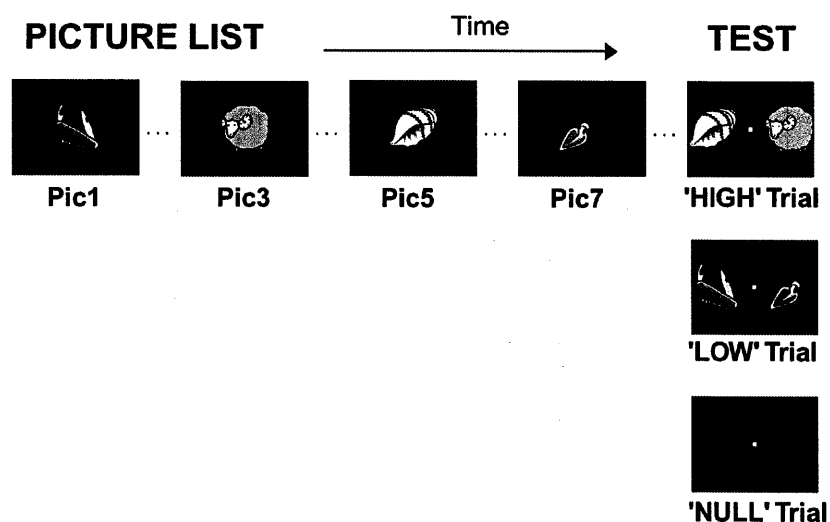 PICTURE LIST Time TEST
... ... ... ...
Pic1 Pic3 Pic5 Pic7 'HIGH' Trial
'LOW' Trial
'NULL' Trial